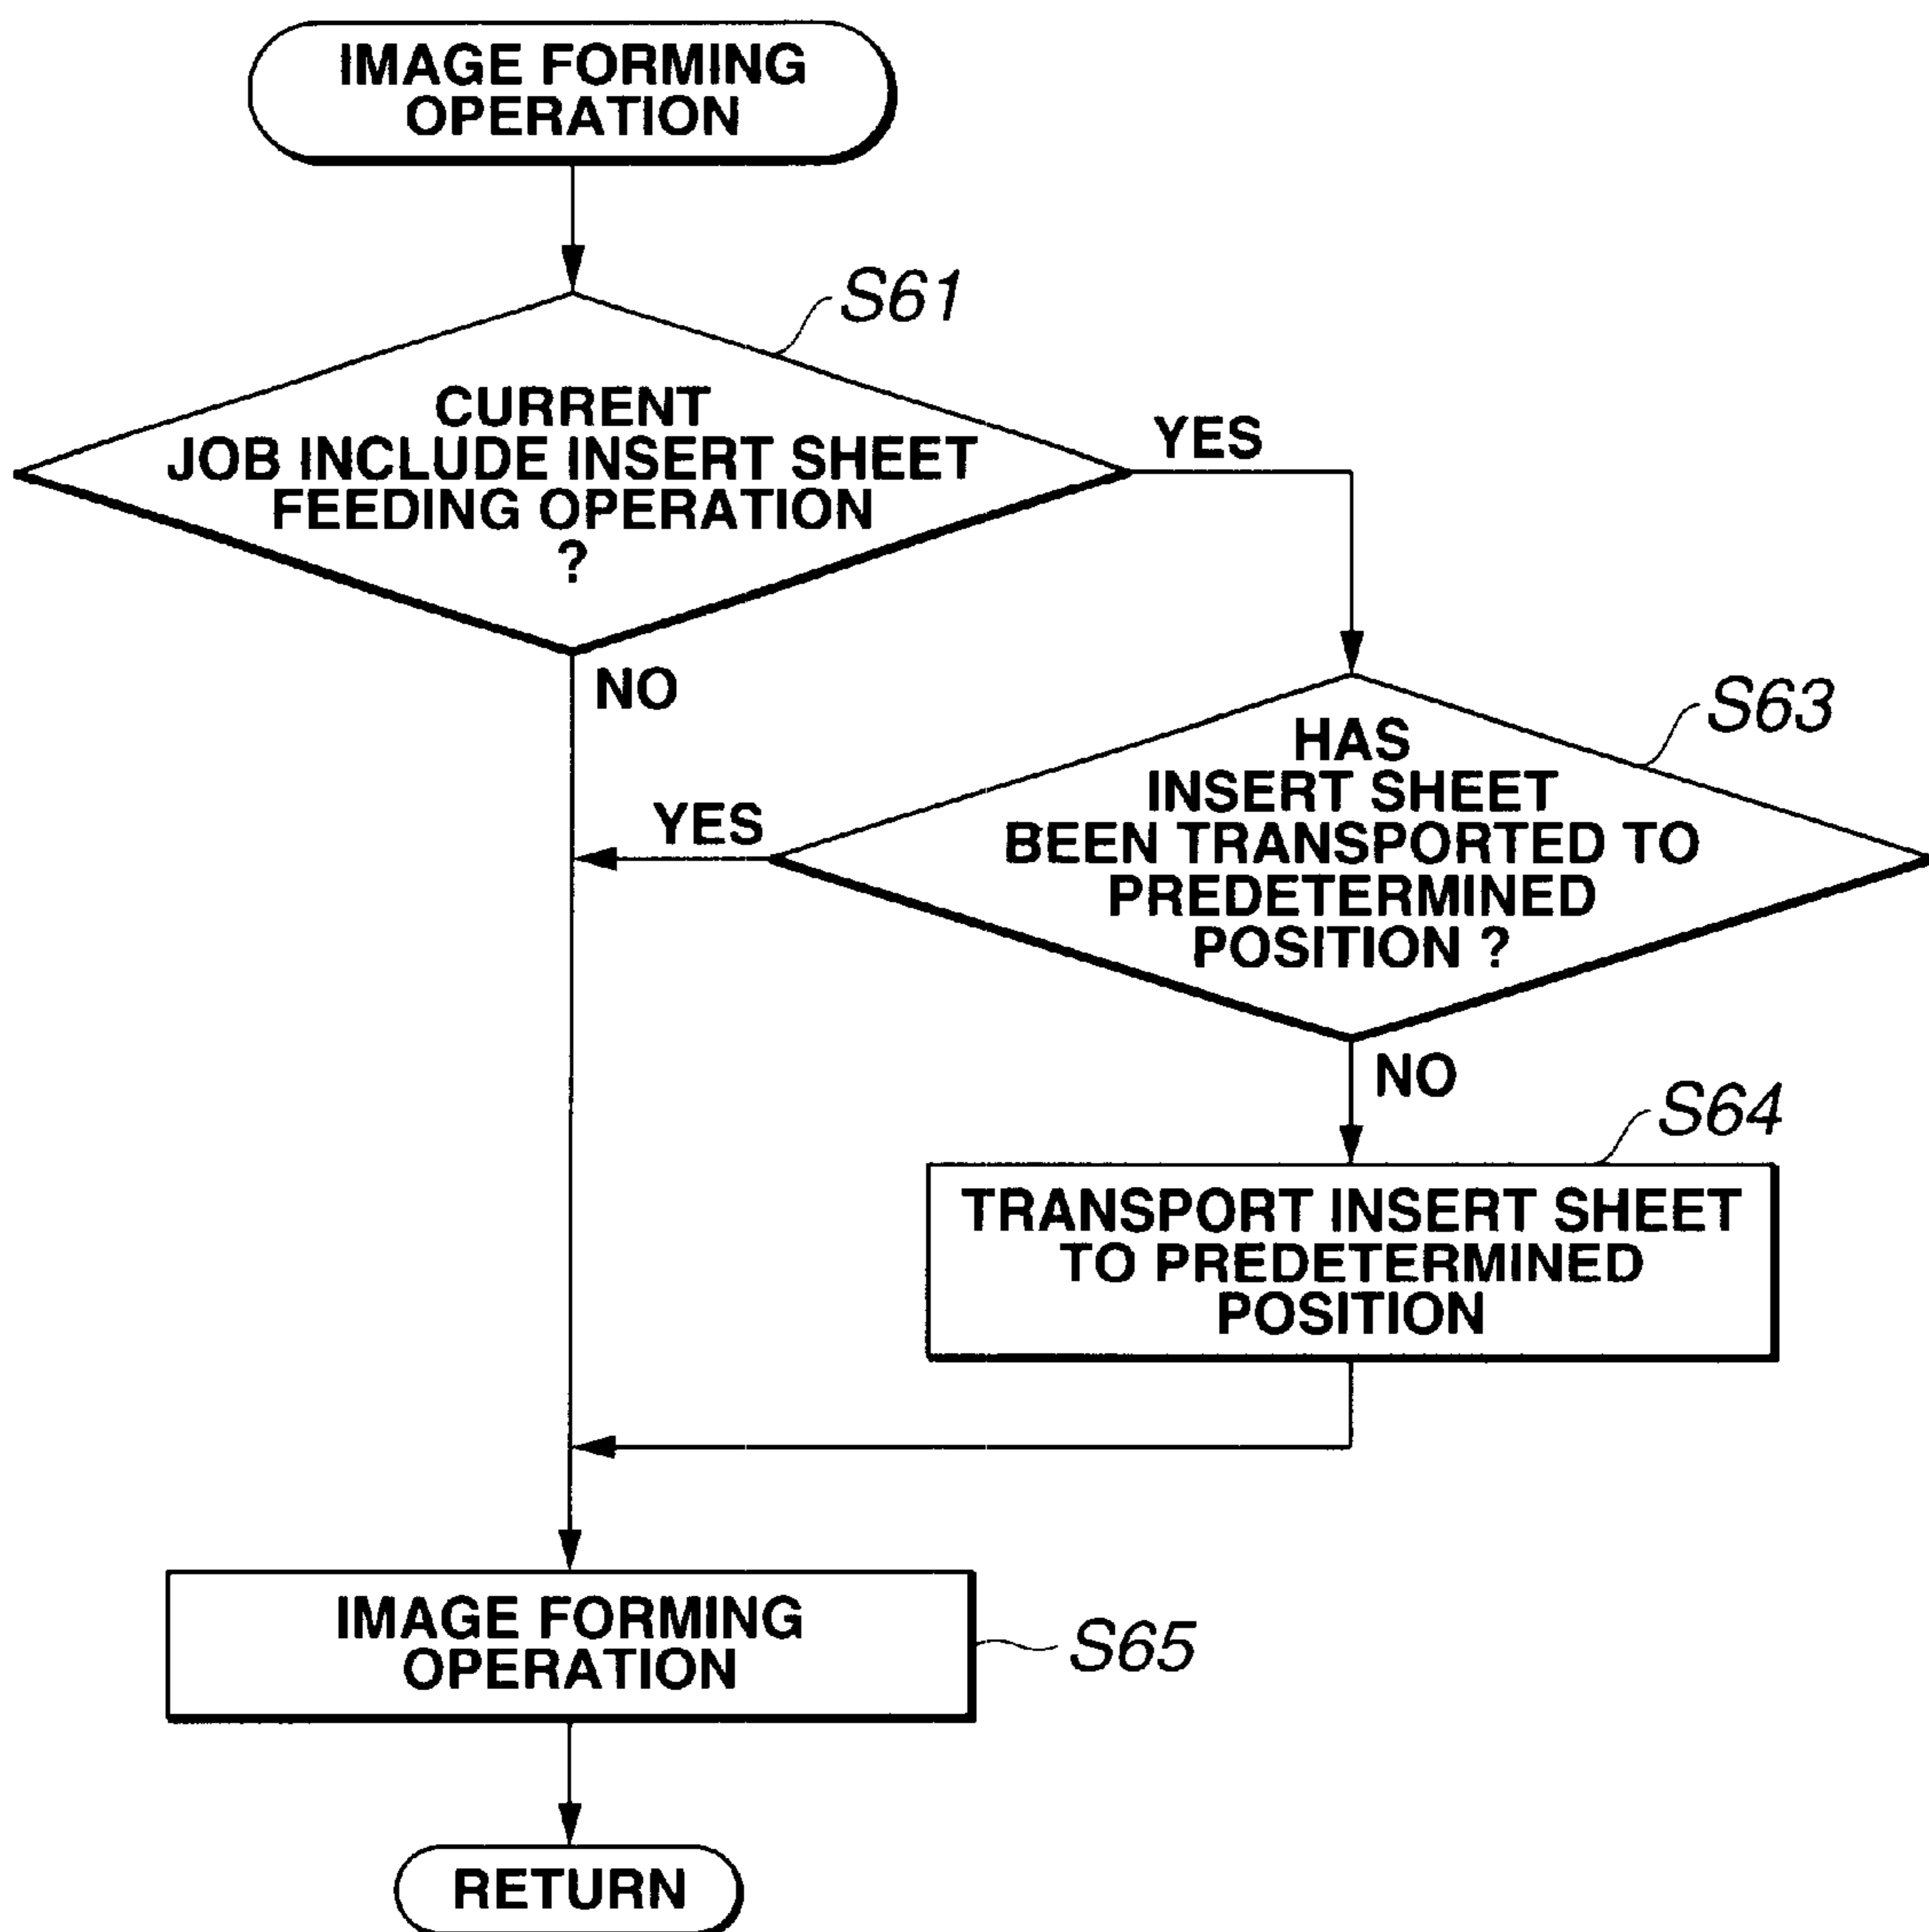 IMAGE FORMING
OPERATION
S61
CURRENT
JOB INCLUDE INSERT SHEET
FEEDING OPERATION
?
YES
NO
S63
HAS
INSERT SHEET
BEEN TRANSPORTED TO
PREDETERMINED
POSITION ?
YES
NO
S64
TRANSPORT INSERT SHEET
TO PREDETERMINED
POSITION
IMAGE FORMING
OPERATION
S65
RETURN